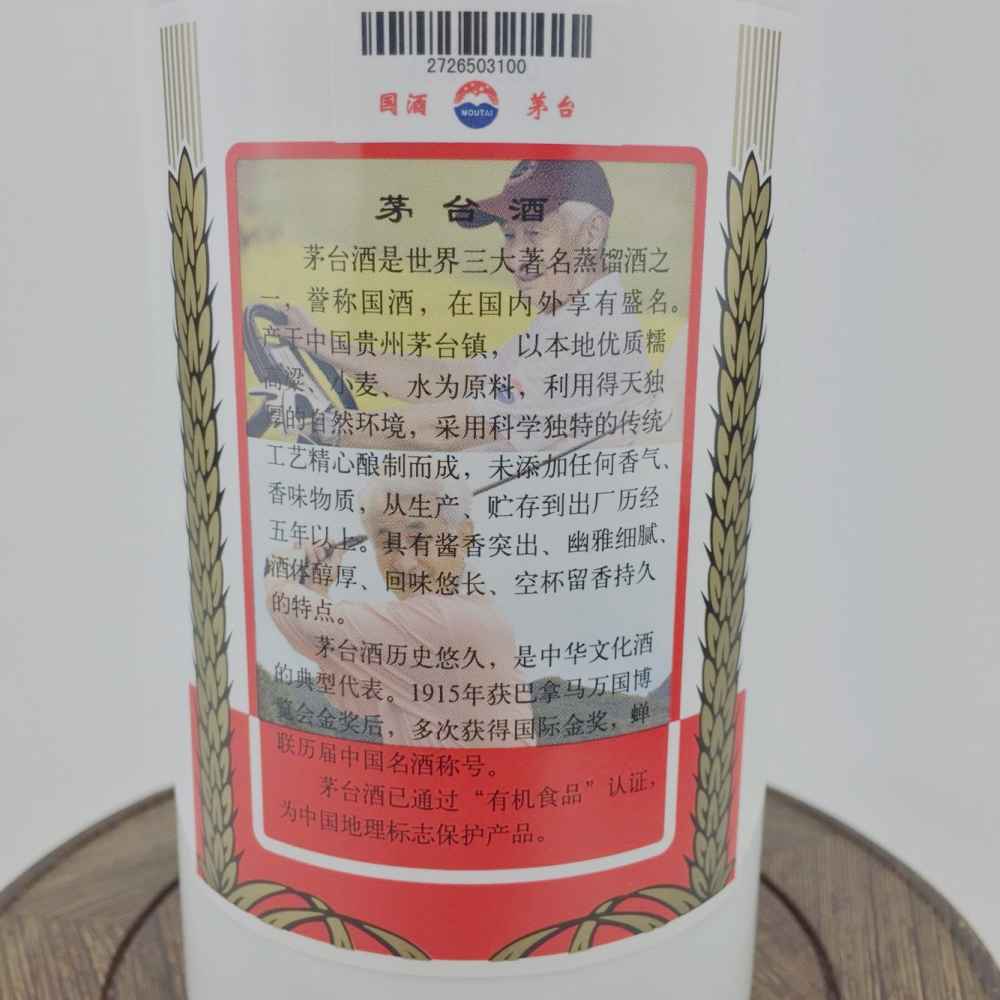 2726503100
国酒 MOUTAI 茅台
茅台酒
茅台酒是世界三大著名蒸馏酒之
一，誉称国酒，在国内外享有盛名。
产于中国贵州茅台镇，以本地优质糯
高粱、小麦、水为原料，利用得天独
厚的自然环境，采用科学独特的传统
工艺精心酿制而成，未添加任何香气、
香味物质，从生产、贮存到出厂历经
五年以上。具有酱香突出、幽雅细腻、
酒体醇厚、回味悠长、空杯留香持久
的特点。
茅台酒历史悠久，是中华文化酒
的典型代表。1915年获巴拿马万国博
览会金奖后，多次获得国际金奖，蝉
联历届中国名酒称号。
茅台酒已通过“有机食品”认证，
为中国地理标志保护产品。